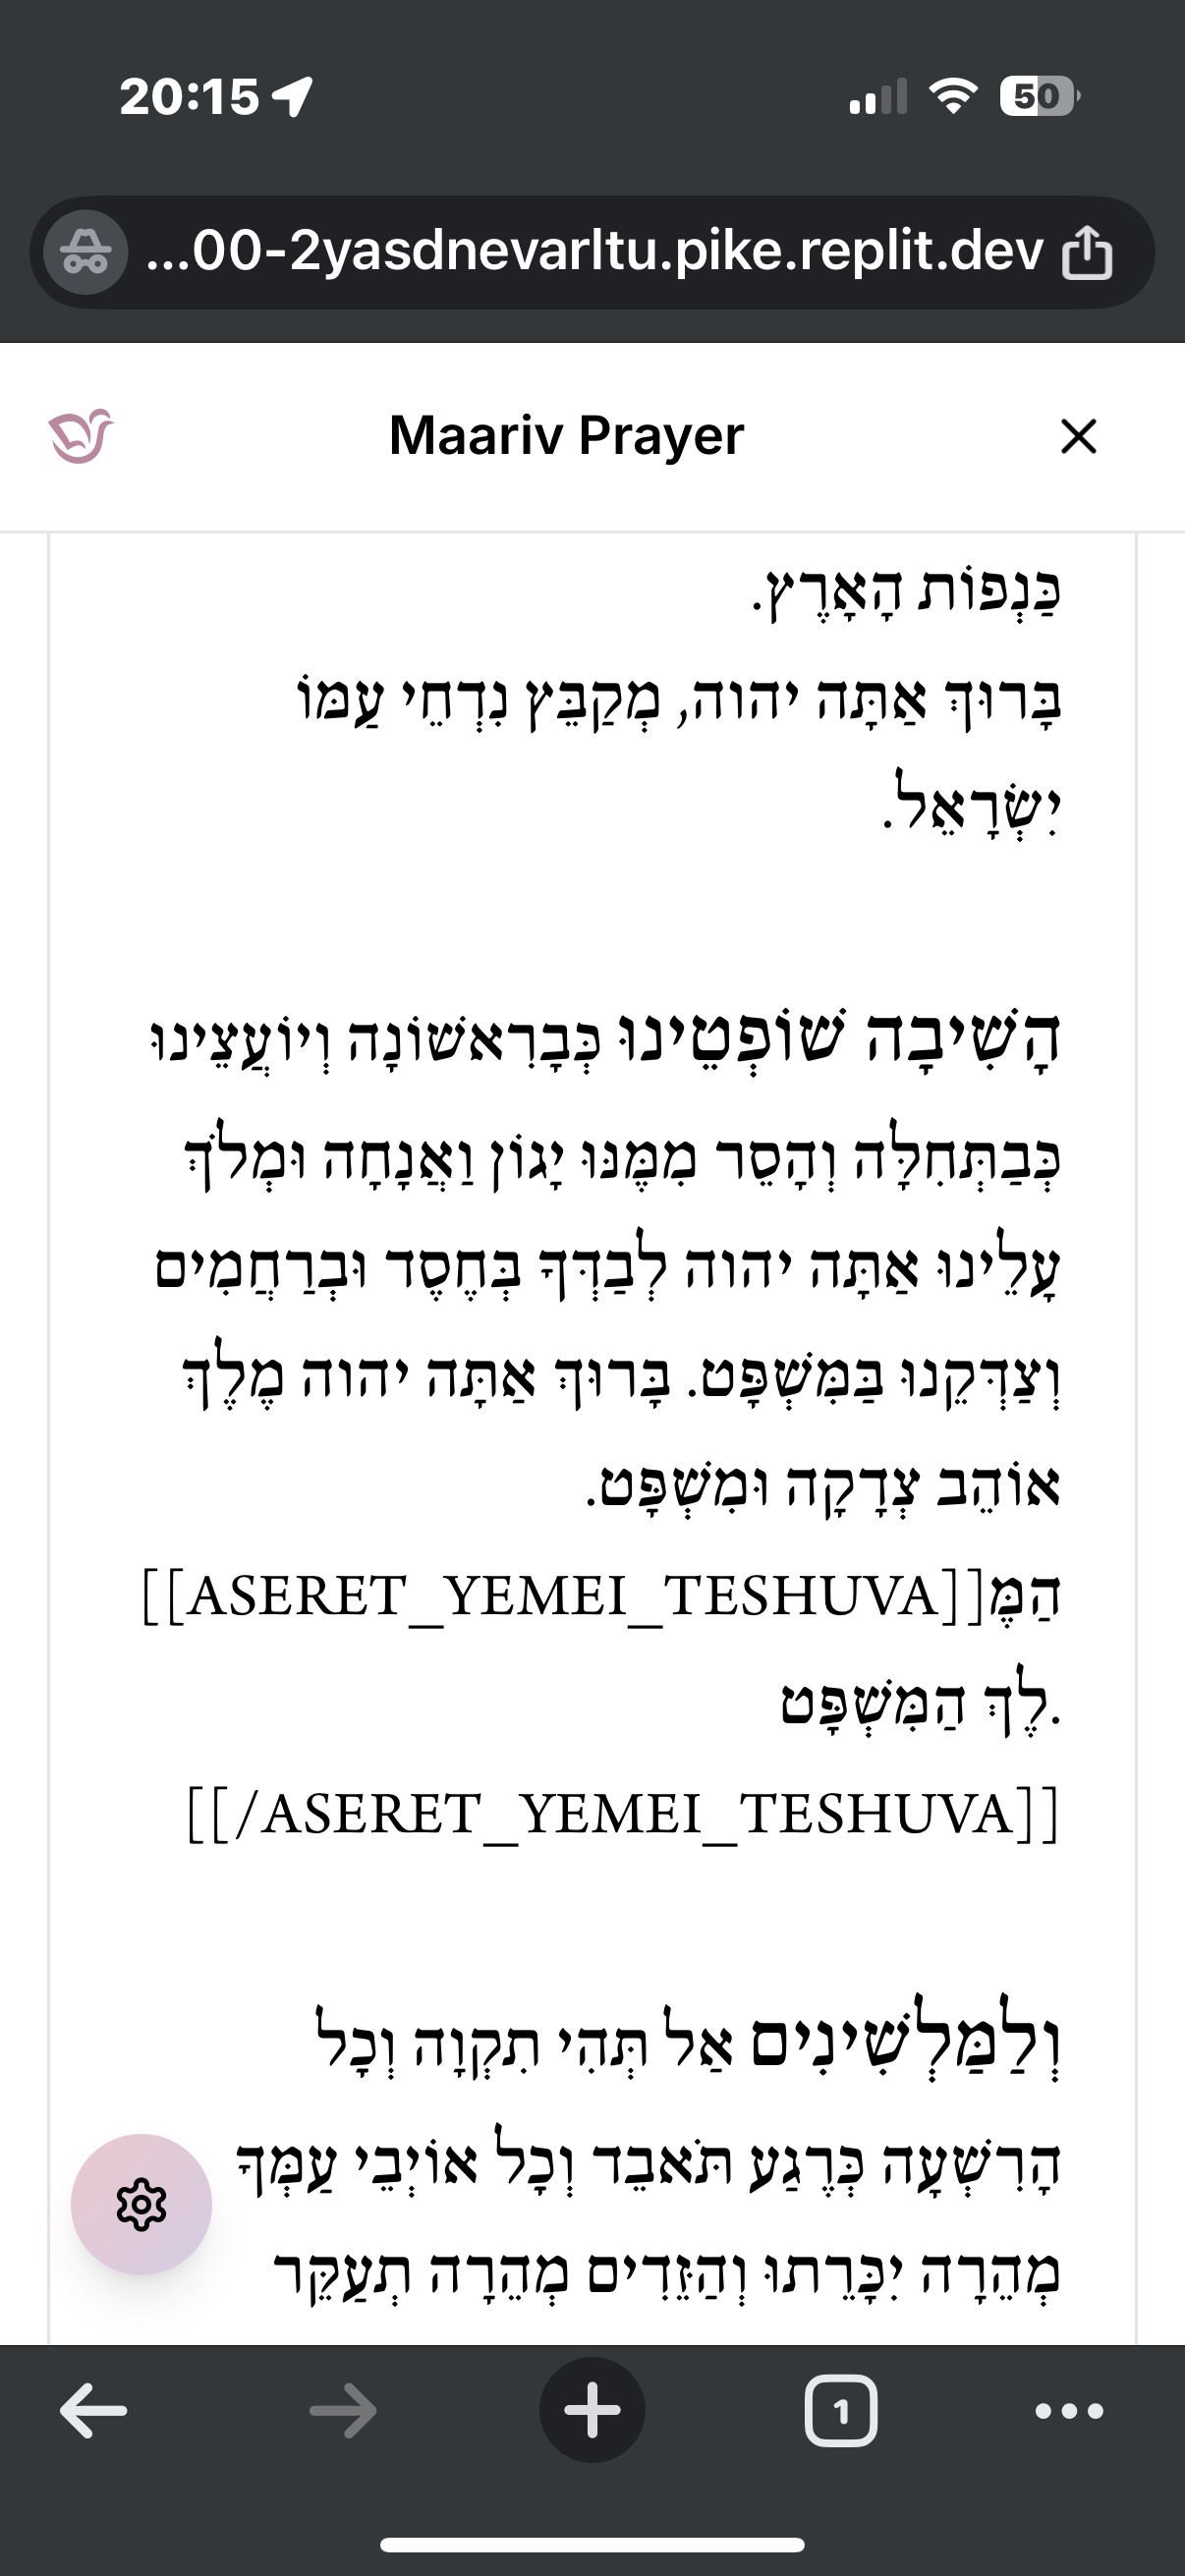 20:15
50
...00-2yasdnevarltu.pike.replit.dev
Maariv Prayer
כַּנְפוֹת הָאָרֶץ.
בָּרוּךְ אַתָּה יהוה, מְקַבֵּץ נִדְחֵי עַמּוֹ
יִשְׂרָאֵל.
הָשִׁיבָה שׁוֹפְטֵינוּ כְּבָרִאשׁוֹנָה וְיוֹעֲצֵינוּ
כְּבַתְּחִלָּה וְהָסֵר מִמֶּנּוּ יָגוֹן וַאֲנָחָה וּמְלֹךְ
עָלֵינוּ אַתָּה יהוה לְבַדְּךָ בְּחֶסֶד וּבְרַחֲמִים
וְצַדְּקֵנוּ בַּמִּשְׁפָּט. בָּרוּךְ אַתָּה יהוה מֶלֶךְ
אוֹהֵב צְדָקָה וּמִשְׁפָּט.
[[ASERET_YEMEI_TESHUVA]]הַמֶּ
לֶךְ הַמִּשְׁפָּט.
[[/ASERET_YEMEI_TESHUVA]]
וְלַמַּלְשִׁינִים אַל תְּהִי תִקְוָה וְכָל
הָרִשְׁעָה כְּרֶגַע תֹּאבֵד וְכָל אוֹיְבֵי עַמְּךָ
מְהֵרָה יִכָּרֵתוּ וְהַזֵּדִים מְהֵרָה תְעַקֵּר
1